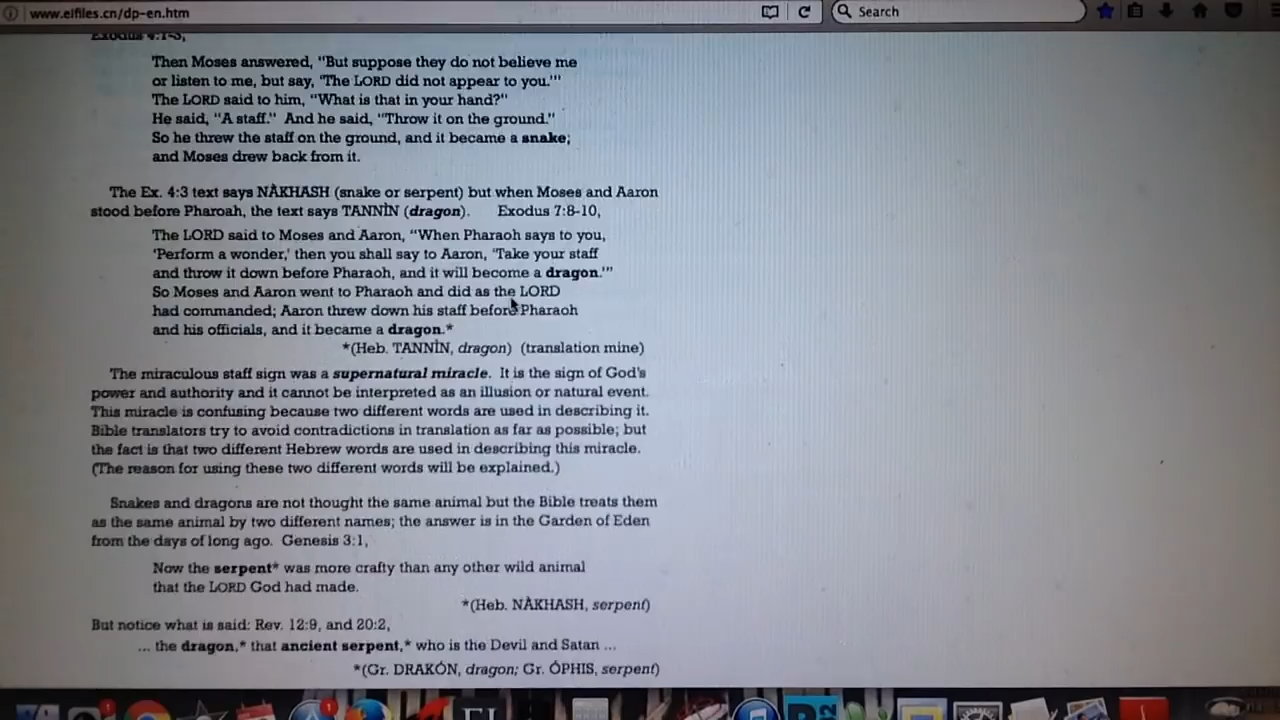 www.eifiles.cn/dp-en.htm
Search
Exodus 4:1-3,
Then Moses answered, "But suppose they do not believe me
or listen to me, but say, 'The LORD did not appear to you.'"
The LORD said to him, "What is that in your hand?"
He said, "A staff."  And he said, "Throw it on the ground."
So he threw the staff on the ground, and it became a snake;
and Moses drew back from it.
The Ex. 4:3 text says NÀKHASH (snake or serpent) but when Moses and Aaron
stood before Pharoah, the text says TANNÌN (dragon).     Exodus 7:8-10,
The LORD said to Moses and Aaron, "When Pharaoh says to you,
'Perform a wonder,' then you shall say to Aaron, 'Take your staff
and throw it down before Pharaoh, and it will become a dragon.'"
So Moses and Aaron went to Pharaoh and did as the LORD
had commanded; Aaron threw down his staff before Pharaoh
and his officials, and it became a dragon.*
*(Heb. TANNÌN, dragon)  (translation mine)
The miraculous staff sign was a supernatural miracle.  It is the sign of God's
power and authority and it cannot be interpreted as an illusion or natural event.
This miracle is confusing because two different words are used in describing it.
Bible translators try to avoid contradictions in translation as far as possible; but
the fact is that two different Hebrew words are used in describing this miracle.
(The reason for using these two different words will be explained.)
Snakes and dragons are not thought the same animal but the Bible treats them
as the same animal by two different names; the answer is in the Garden of Eden
from the days of long ago.  Genesis 3:1,
Now the serpent* was more crafty than any other wild animal
that the LORD God had made.
*(Heb. NÀKHASH, serpent)
But notice what is said: Rev. 12:9, and 20:2,
... the dragon,* that ancient serpent,* who is the Devil and Satan ...
*(Gr. DRAKÓN, dragon; Gr. ÓPHIS, serpent)